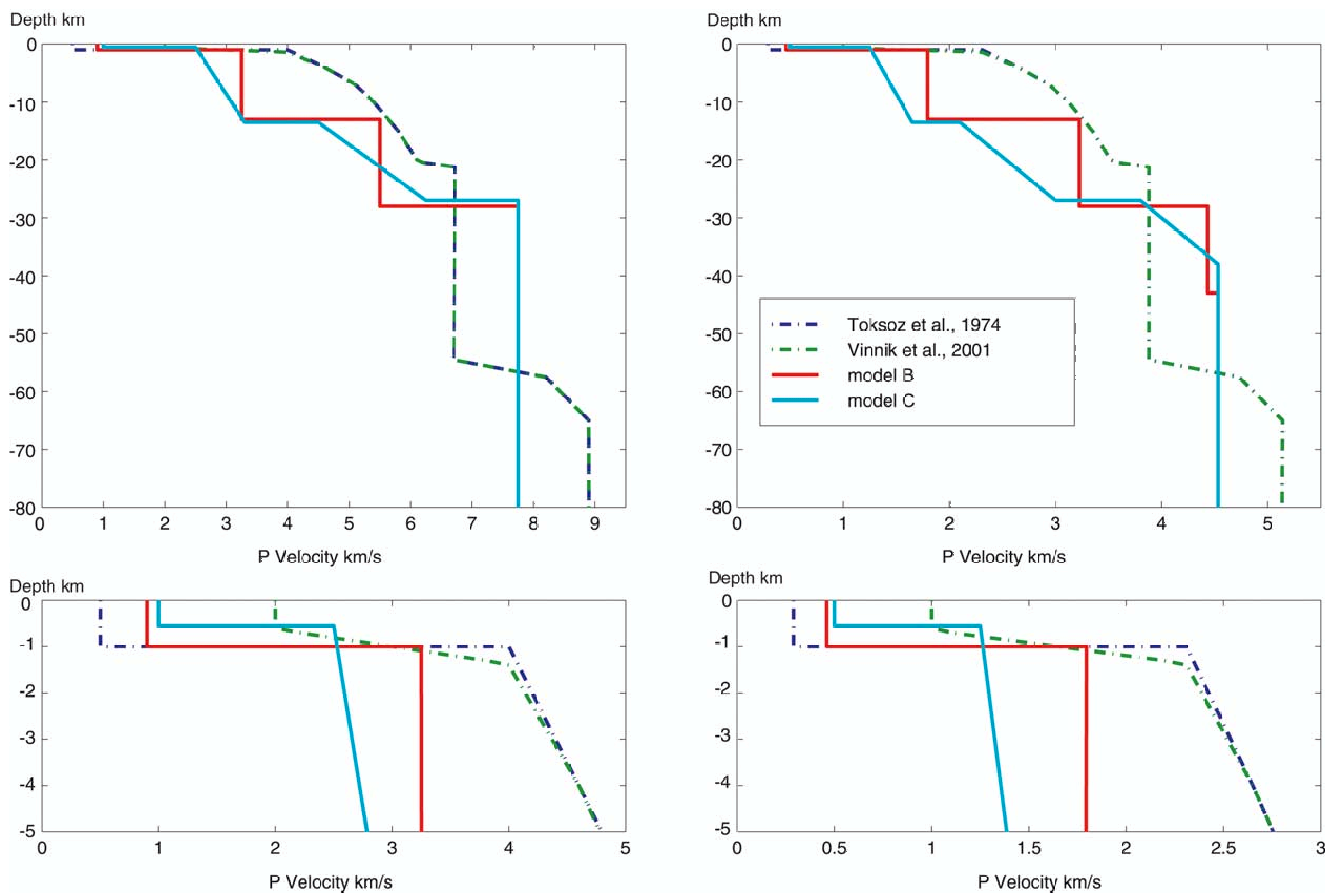 Depth km
0
-10
-20
-30
-40
-50
-60
-70
-80
0 1 2 3 4 5 6 7 8 9
P Velocity km/s
Depth km
0
-10
-20
-30
-40
-50
-60
-70
-80
0 1 2 3 4 5
P Velocity km/s
Toksoz et al., 1974
Vinnik et al., 2001
model B
model C
Depth km
0
-1
-2
-3
-4
-5
0 1 2 3 4 5
P Velocity km/s
Depth km
0
-1
-2
-3
-4
-5
0 0.5 1 1.5 2 2.5 3
P Velocity km/s